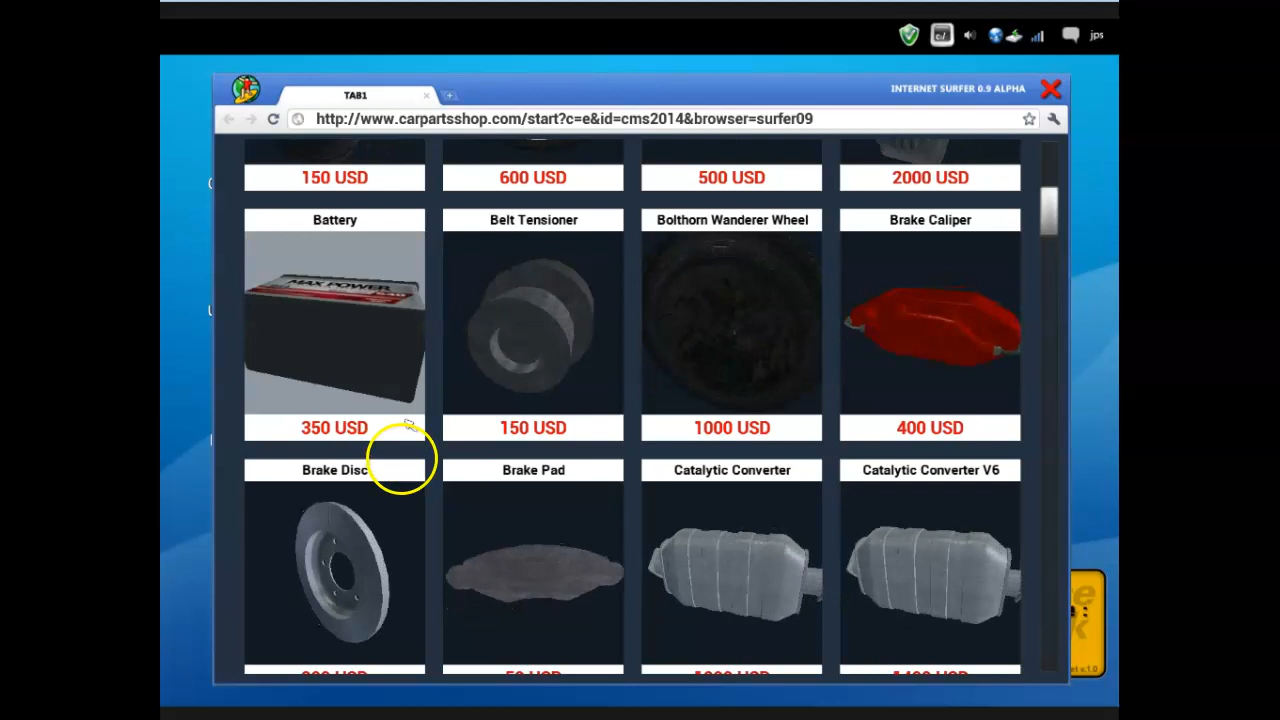 jps
TAB1
INTERNET SURFER 0.9 ALPHA
http://www.carpartsshop.com/start?c=e&id=cms2014&browser=surfer09
150 USD
600 USD
500 USD
2000 USD
Battery
Belt Tensioner
Bolthorn Wanderer Wheel
Brake Caliper
MAX POWER
350 USD
150 USD
1000 USD
400 USD
Brake Disc
Brake Pad
Catalytic Converter
Catalytic Converter V6